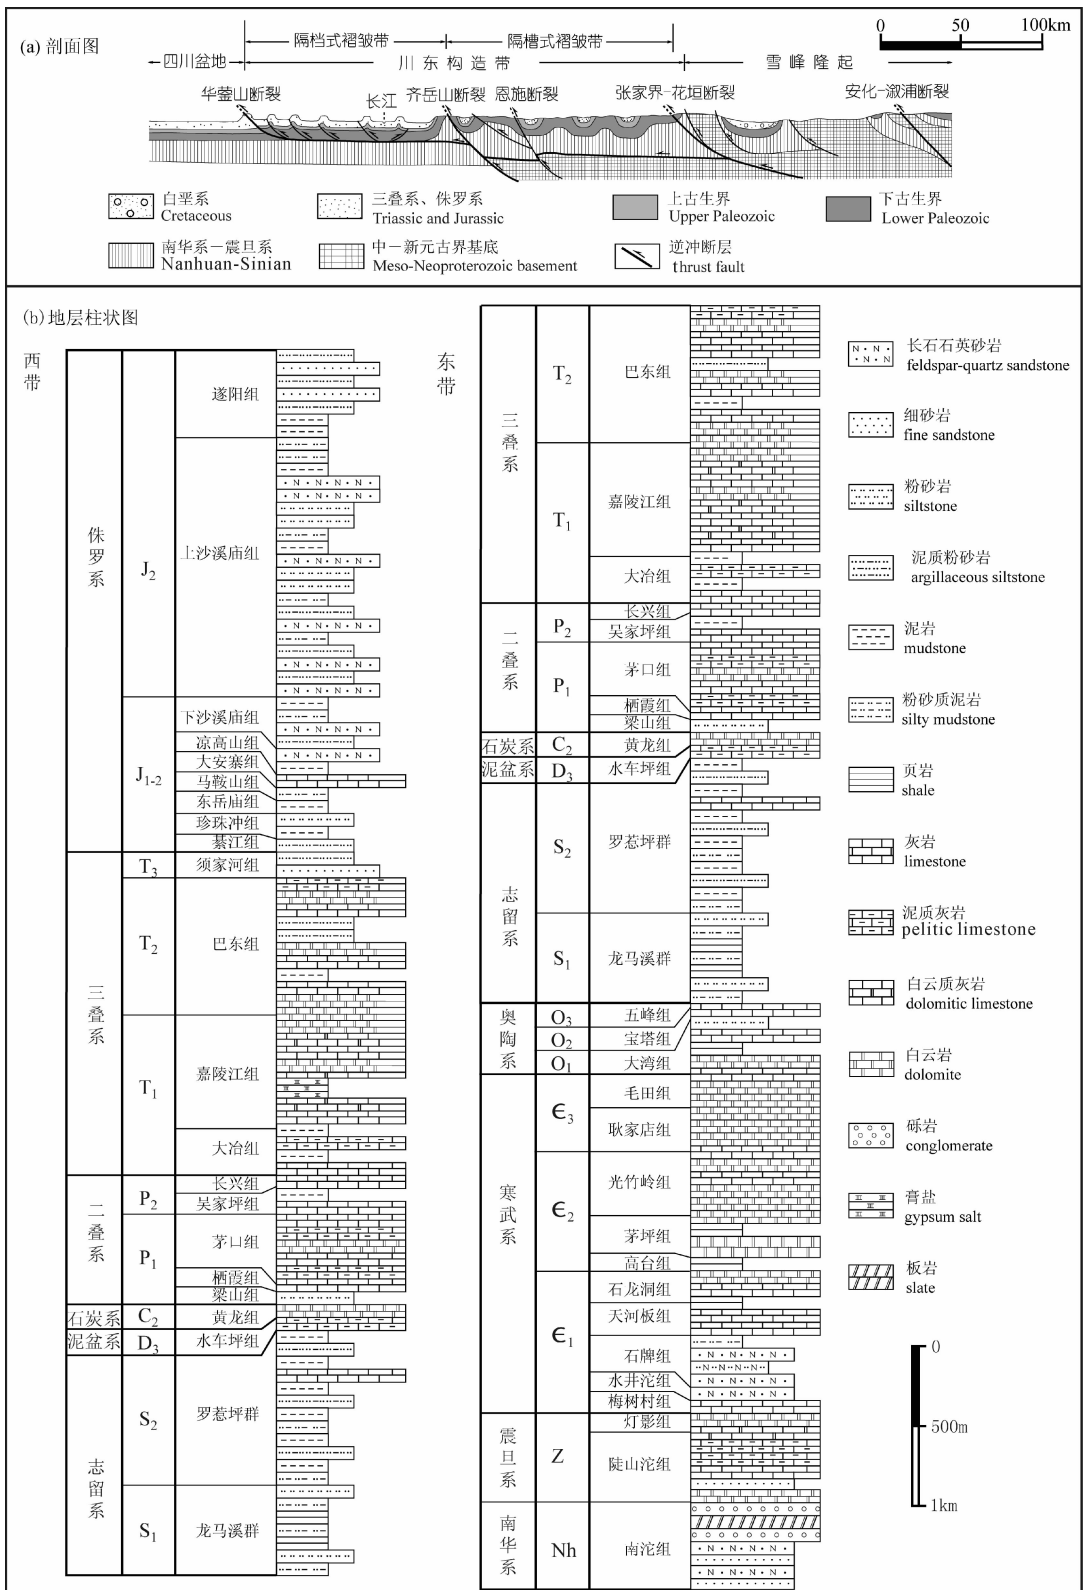 (a) 剖面图
隔档式褶皱带
隔槽式褶皱带
0 50 100km
四川盆地
川东构造带
雪峰隆起
华蓥山断裂
长江
齐岳山断裂
恩施断裂
张家界-花垣断裂
安化-溆浦断裂
白垩系
Cretaceous
三叠系、侏罗系
Triassic and Jurassic
上古生界
Upper Paleozoic
下古生界
Lower Paleozoic
南华系－震旦系
Nanhuan-Sinian
中－新元古界基底
Meso-Neoproterozoic basement
逆冲断层
thrust fault
(b) 地层柱状图
西带
侏罗系
J2
遂阳组
上沙溪庙组
J1-2
下沙溪庙组
凉高山组
大安寨组
马鞍山组
东岳庙组
珍珠冲组
綦江组
三叠系
T3
须家河组
T2
巴东组
T1
嘉陵江组
大冶组
二叠系
P2
长兴组
吴家坪组
P1
茅口组
栖霞组
梁山组
石炭系
C2
黄龙组
泥盆系
D3
水车坪组
志留系
S2
罗惹坪群
S1
龙马溪群
东带
三叠系
T2
巴东组
T1
嘉陵江组
大冶组
二叠系
P2
长兴组
吴家坪组
P1
茅口组
栖霞组
梁山组
石炭系
C2
黄龙组
泥盆系
D3
水车坪组
志留系
S2
罗惹坪群
S1
龙马溪群
奥陶系
O3
五峰组
O2
宝塔组
O1
大湾组
寒武系
Є3
毛田组
耿家店组
Є2
光竹岭组
茅坪组
高台组
Є1
石龙洞组
天河板组
石牌组
水井沱组
梅树村组
震旦系
Z
灯影组
陡山沱组
南华系
Nh
南沱组
长石石英砂岩
feldspar-quartz sandstone
细砂岩
fine sandstone
粉砂岩
siltstone
泥质粉砂岩
argillaceous siltstone
泥岩
mudstone
粉砂质泥岩
silty mudstone
页岩
shale
灰岩
limestone
泥质灰岩
pelitic limestone
白云质灰岩
dolomitic limestone
白云岩
dolomite
砾岩
conglomerate
膏盐
gypsum salt
板岩
slate
0
500m
1km